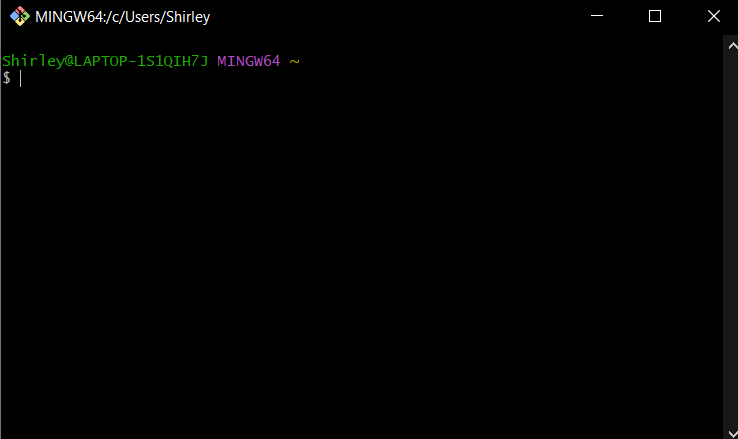 MINGW64:/c/Users/Shirley
Shirley@LAPTOP-1S1QIH7J MINGW64 ~
$